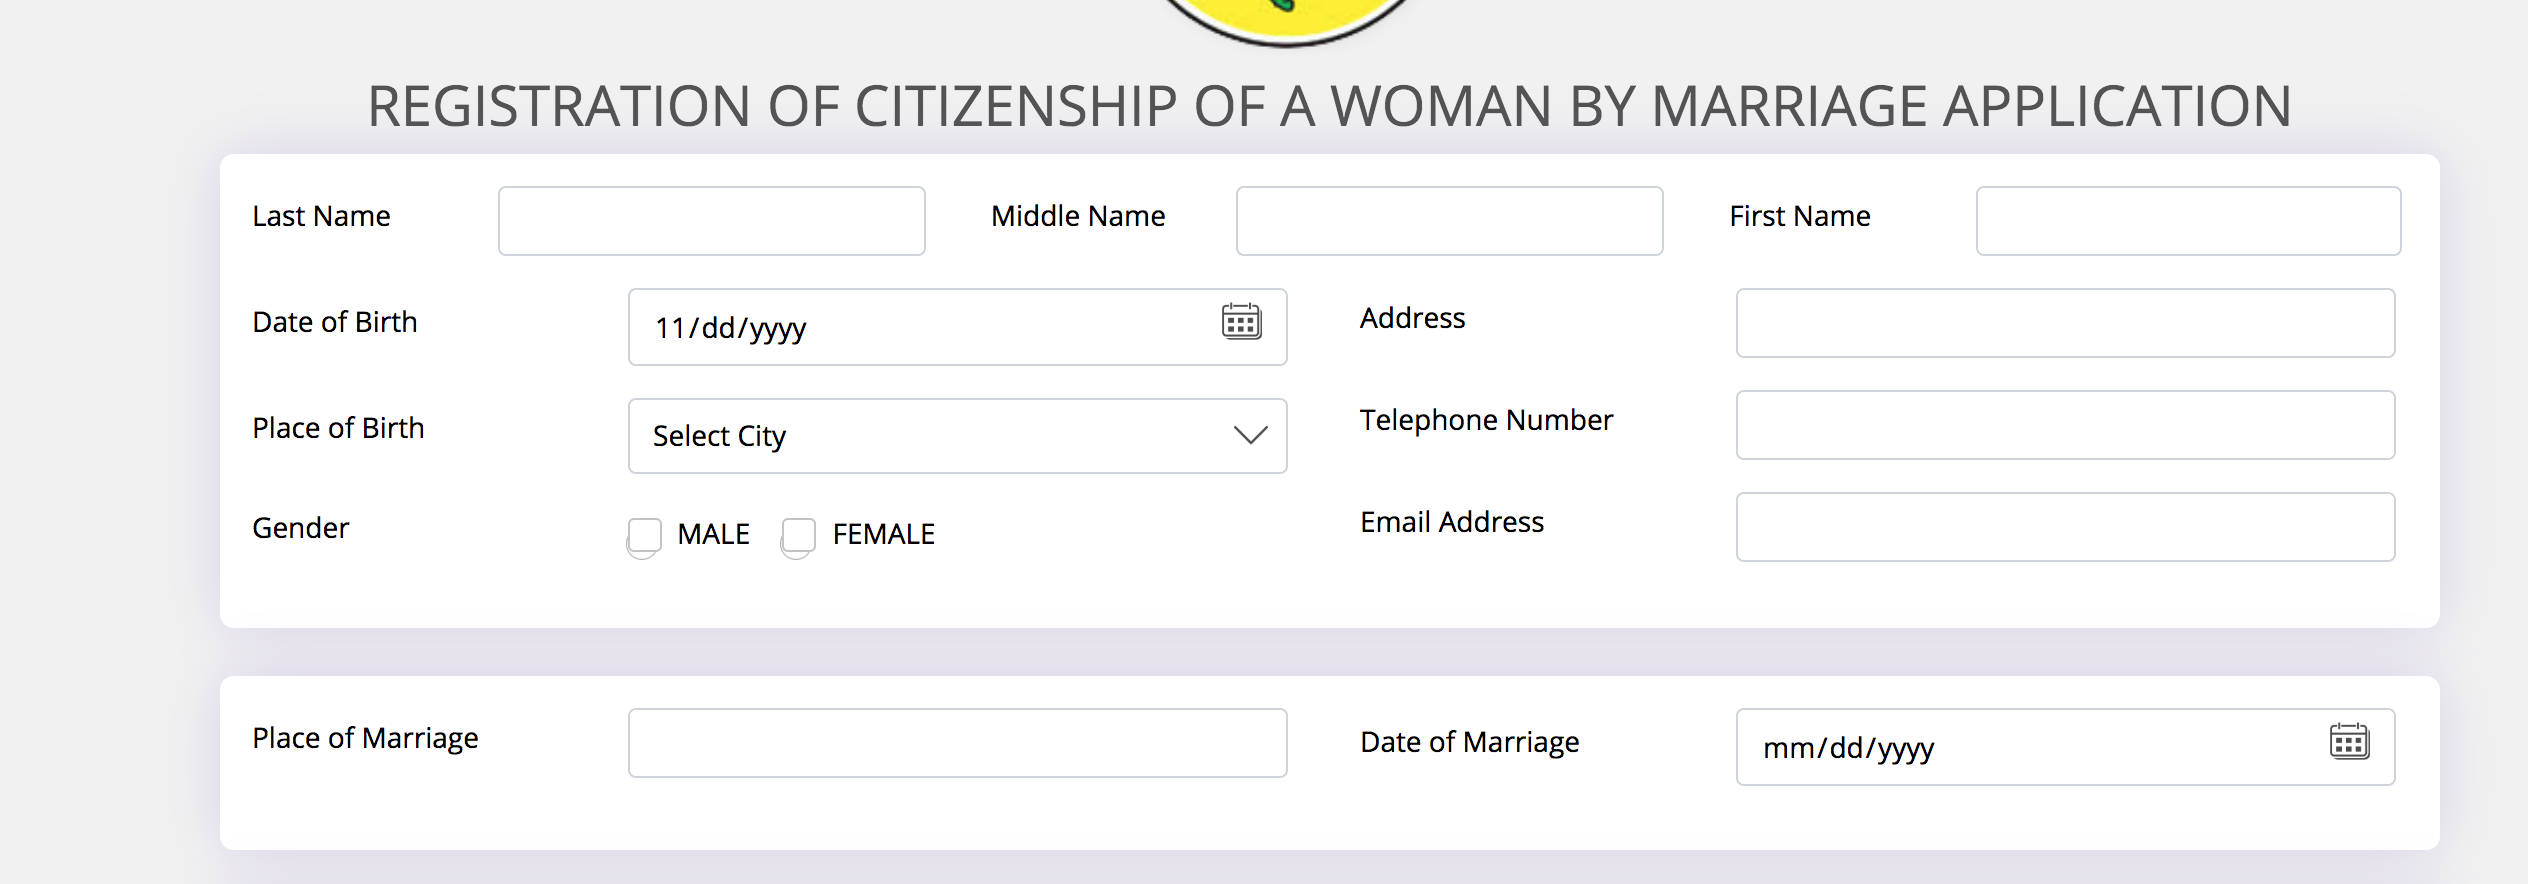 REGISTRATION OF CITIZENSHIP OF A WOMAN BY MARRIAGE APPLICATION
Last Name Middle Name First Name
Date of Birth 11/dd/yyyy Address
Place of Birth Select City Telephone Number
Gender MALE FEMALE Email Address
Place of Marriage Date of Marriage mm/dd/yyyy